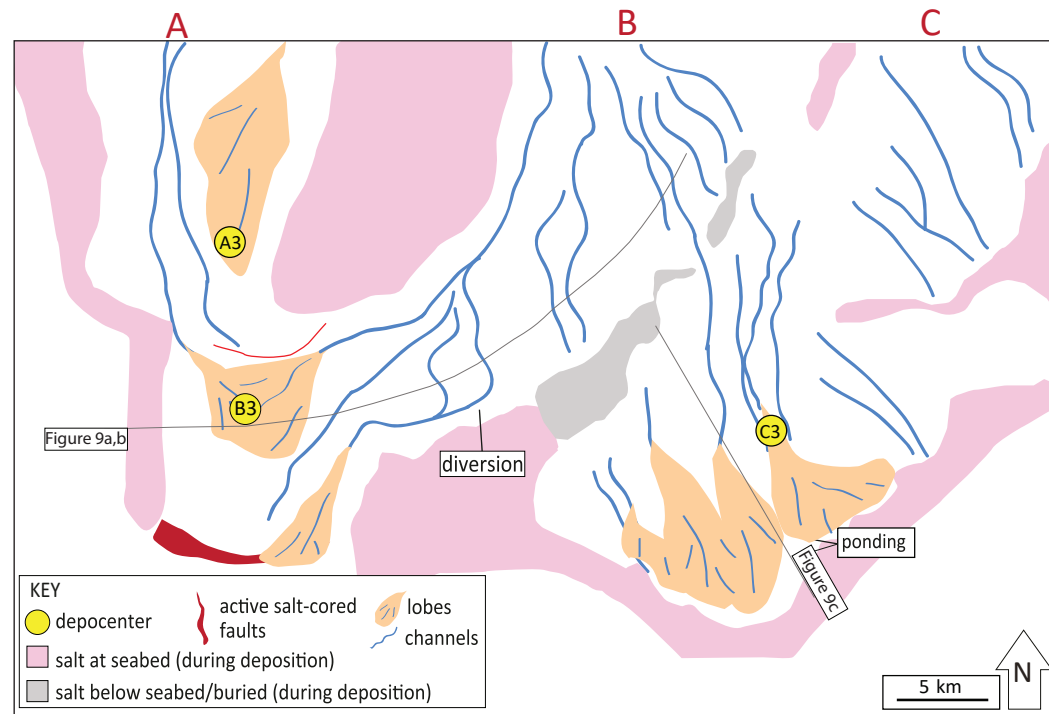 A
B
C
A3
B3
Figure 9a,b
diversion
C3
ponding
Figure 9c
KEY
depocenter
active salt-cored
faults
lobes
channels
salt at seabed (during deposition)
salt below seabed/buried (during deposition)
5 km
N